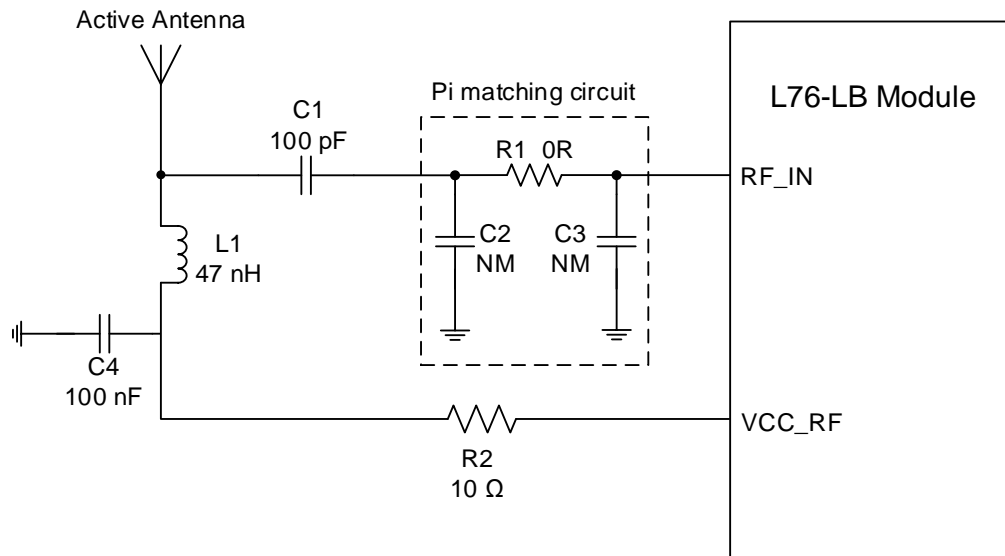 Active Antenna
Pi matching circuit
L76-LB Module
C1
100 pF
R1 0R
RF_IN
C2
NM
C3
NM
L1
47 nH
C4
100 nF
VCC_RF
R2
10 Ω